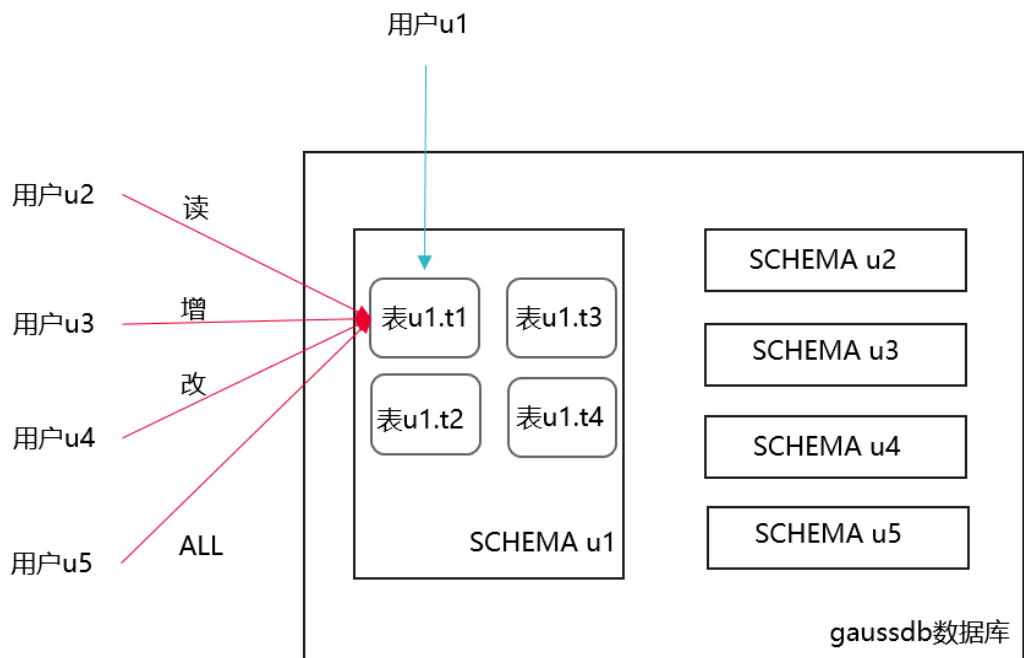 用户u1
用户u2
读
用户u3
增
改
用户u4
ALL
用户u5
表u1.t1
表u1.t3
表u1.t2
表u1.t4
SCHEMA u1
SCHEMA u2
SCHEMA u3
SCHEMA u4
SCHEMA u5
gaussdb数据库